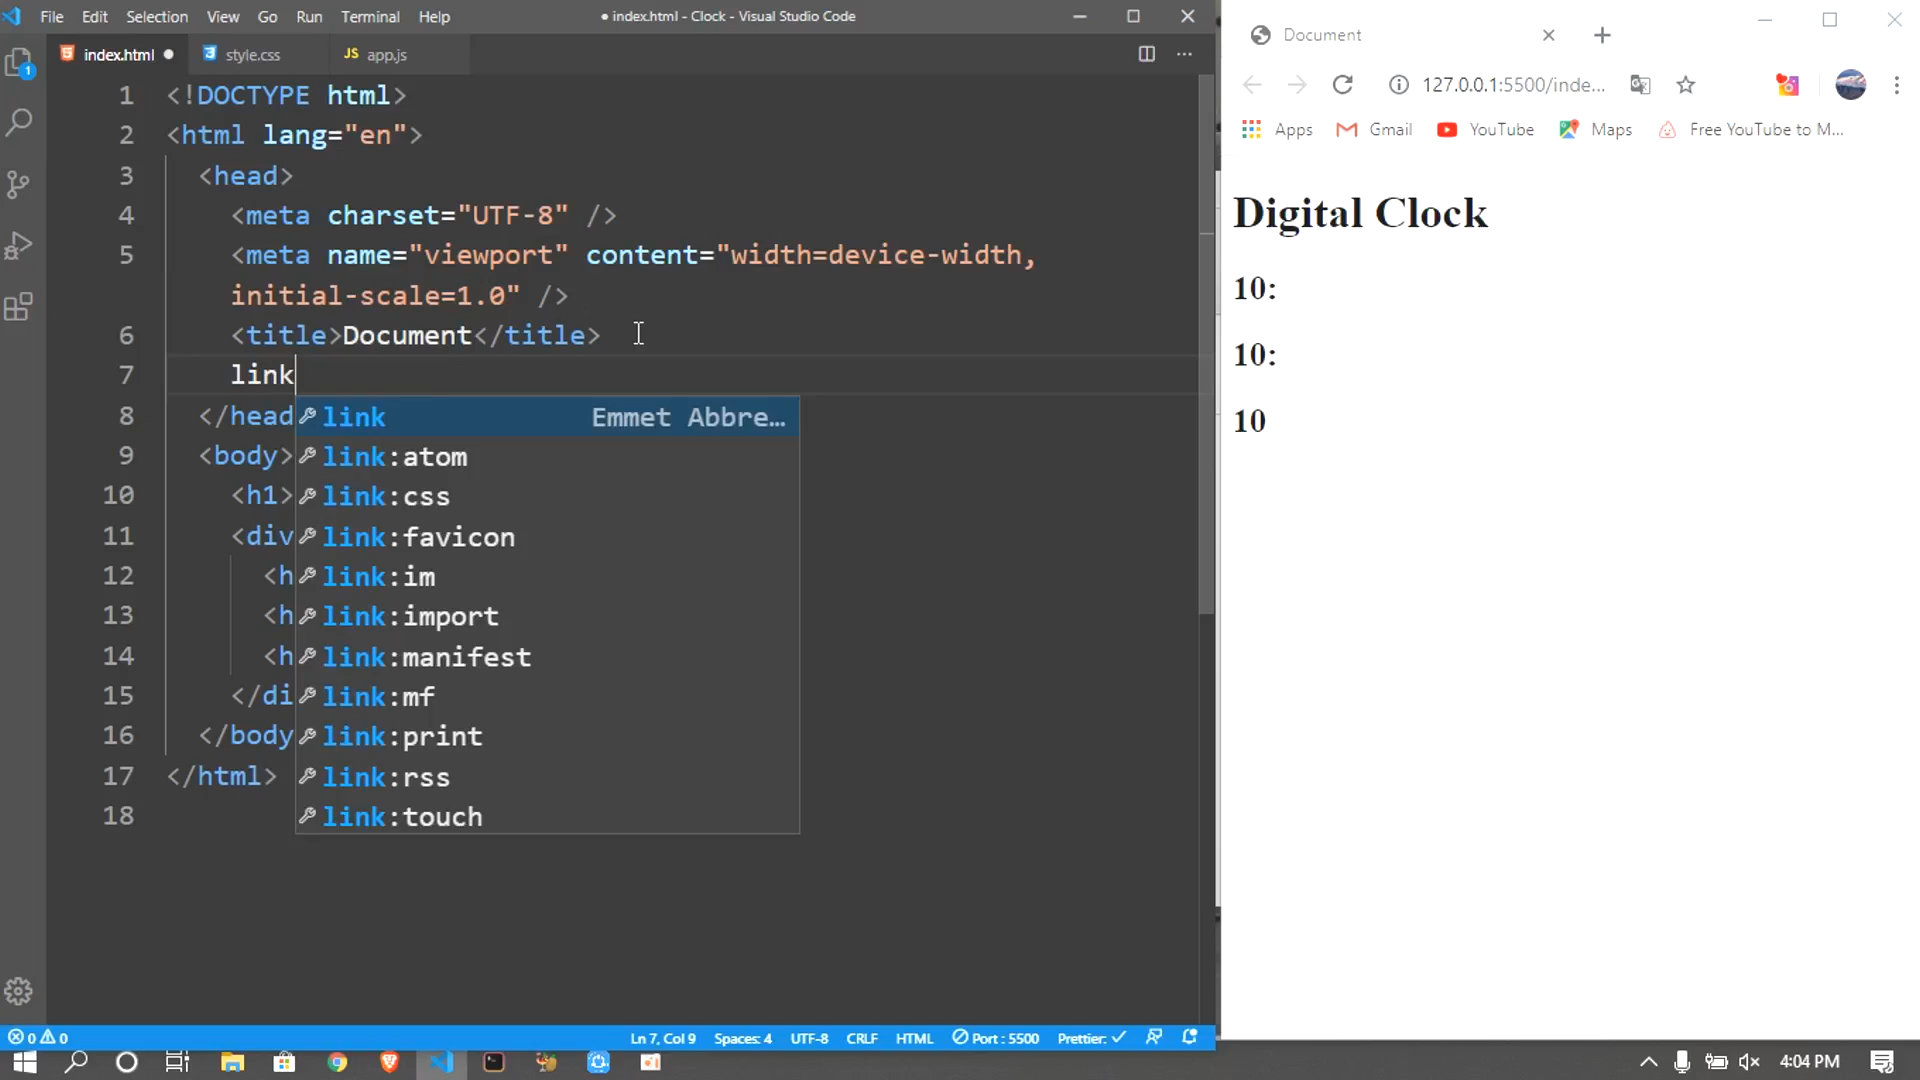 File Edit Selection View Go Run Terminal Help
● index.html - Clock - Visual Studio Code
index.html ●
style.css
JS app.js
1
1 <!DOCTYPE html>
2 <html lang="en">
3 <head>
4 <meta charset="UTF-8" />
5 <meta name="viewport" content="width=device-width,
initial-scale=1.0" />
6 <title>Document</title>
7 link
8 </head
9 <body>
10 <h1>
11 <div
12 <h
13 <h
14 <h
15 </di
16 </body
17 </html>
18
link Emmet Abbre…
link:atom
link:css
link:favicon
link:im
link:import
link:manifest
link:mf
link:print
link:rss
link:touch
0 0
Ln 7, Col 9 Spaces: 4 UTF-8 CRLF HTML Port : 5500 Prettier: ✓
Document
127.0.0.1:5500/inde...
Apps Gmail YouTube Maps Free YouTube to M...
Digital Clock
10:
10:
10
4:04 PM